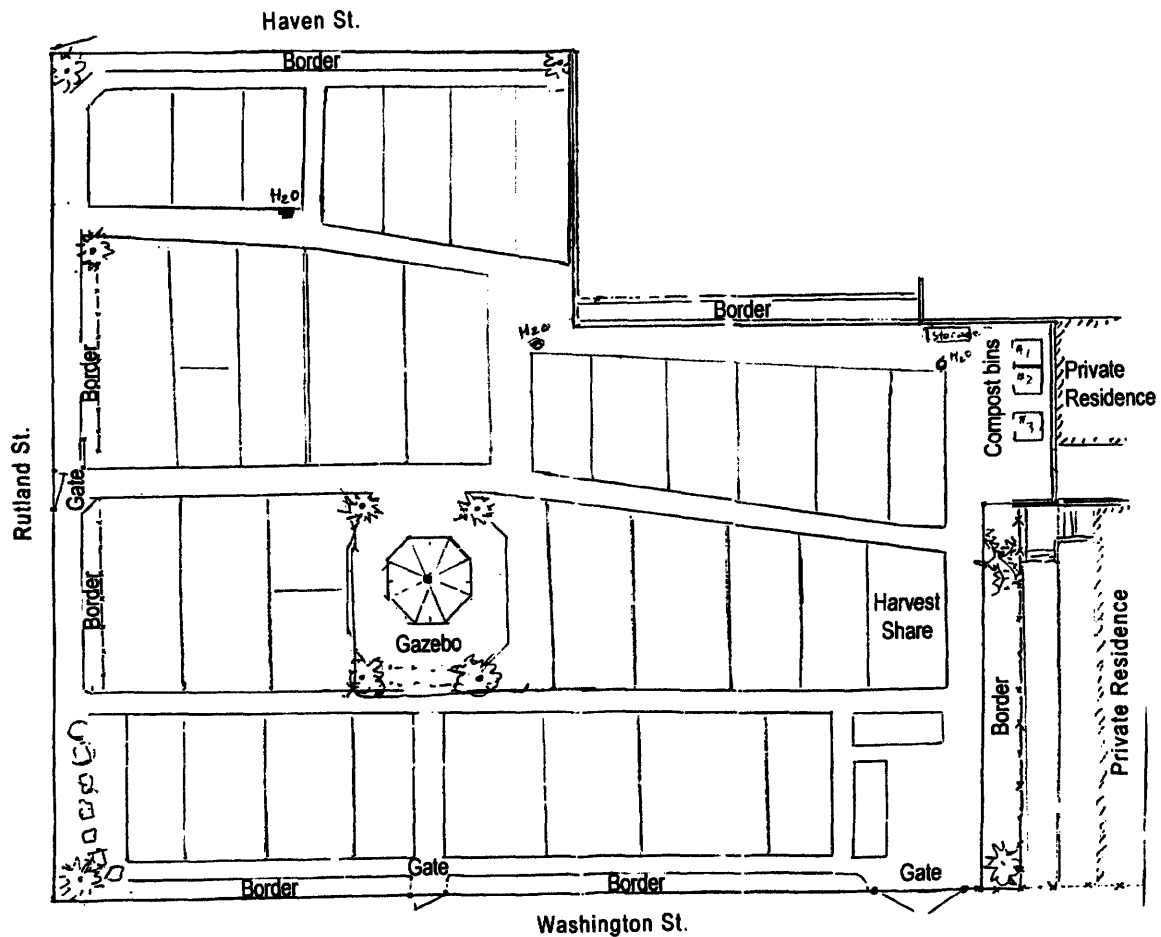 Haven St.
Border
H2O
Border
H2O
Storage
H2O
Compost bins
#1
#2
#3
Private
Residence
Border
Rutland St.
Gate
Border
Gazebo
Harvest
Share
Border
Private Residence
Gate
Border
Border
Gate
Washington St.